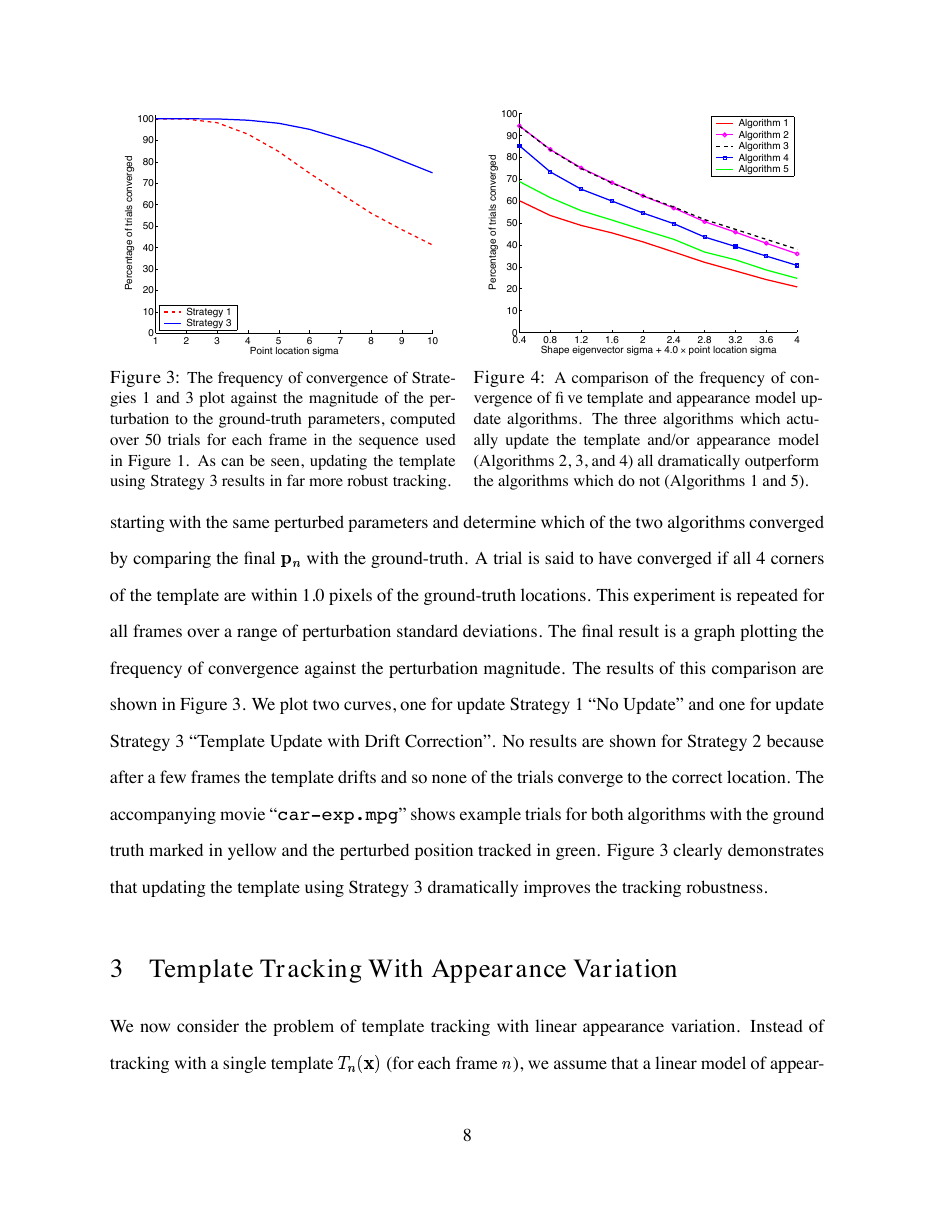 100
90
80
70
60
50
40
30
20
10
0
Percentage of trials converged
Strategy 1
Strategy 3
1 2 3 4 5 6 7 8 9 10
Point location sigma
100
90
80
70
60
50
40
30
20
10
0
Percentage of trials converged
Algorithm 1
Algorithm 2
Algorithm 3
Algorithm 4
Algorithm 5
0.4 0.8 1.2 1.6 2 2.4 2.8 3.2 3.6 4
Shape eigenvector sigma + 4.0 × point location sigma
Figure 3: The frequency of convergence of Strate-
gies 1 and 3 plot against the magnitude of the per-
turbation to the ground-truth parameters, computed
over 50 trials for each frame in the sequence used
in Figure 1. As can be seen, updating the template
using Strategy 3 results in far more robust tracking.
Figure 4: A comparison of the frequency of con-
vergence of five template and appearance model up-
date algorithms. The three algorithms which actu-
ally update the template and/or appearance model
(Algorithms 2, 3, and 4) all dramatically outperform
the algorithms which do not (Algorithms 1 and 5).
starting with the same perturbed parameters and determine which of the two algorithms converged
by comparing the final pₙ with the ground-truth. A trial is said to have converged if all 4 corners
of the template are within 1.0 pixels of the ground-truth locations. This experiment is repeated for
all frames over a range of perturbation standard deviations. The final result is a graph plotting the
frequency of convergence against the perturbation magnitude. The results of this comparison are
shown in Figure 3. We plot two curves, one for update Strategy 1 “No Update” and one for update
Strategy 3 “Template Update with Drift Correction”. No results are shown for Strategy 2 because
after a few frames the template drifts and so none of the trials converge to the correct location. The
accompanying movie “car-exp.mpg” shows example trials for both algorithms with the ground
truth marked in yellow and the perturbed position tracked in green. Figure 3 clearly demonstrates
that updating the template using Strategy 3 dramatically improves the tracking robustness.
3 Template Tracking With Appearance Variation
We now consider the problem of template tracking with linear appearance variation. Instead of
tracking with a single template Tₙ(x) (for each frame n), we assume that a linear model of appear-
8